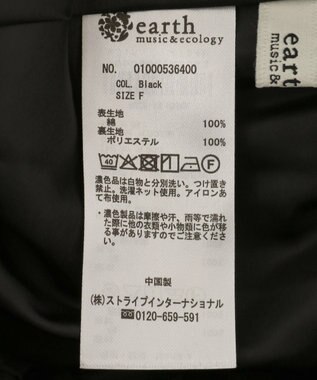 earth
music&ecology
NO. 01000536400
COL. Black
SIZE F
表生地
綿 100%
裏生地
ポリエステル 100%
40 F
濃色品は白物と分別洗い。つけ置き
禁止。洗濯ネット使用。アイロンあ
て布使用。
・濃色製品は摩擦や汗、雨等で濡れ
た際に他の衣類や小物類に色が移
る事がありますのでご注意くださ
い。
中国製
(株)ストライプインターナショナル
0120-659-591
eart
music &